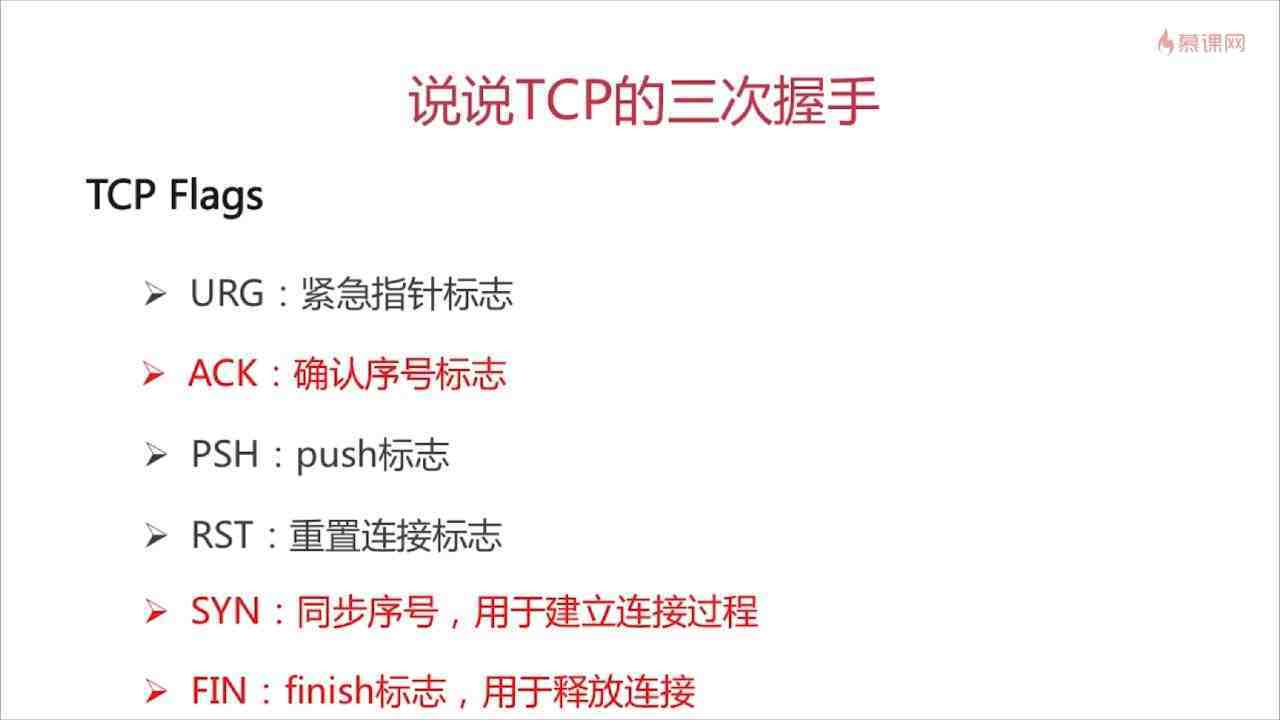 慕课网
说说TCP的三次握手
TCP Flags
URG：紧急指针标志
ACK：确认序号标志
PSH：push标志
RST：重置连接标志
SYN：同步序号，用于建立连接过程
FIN：finish标志，用于释放连接